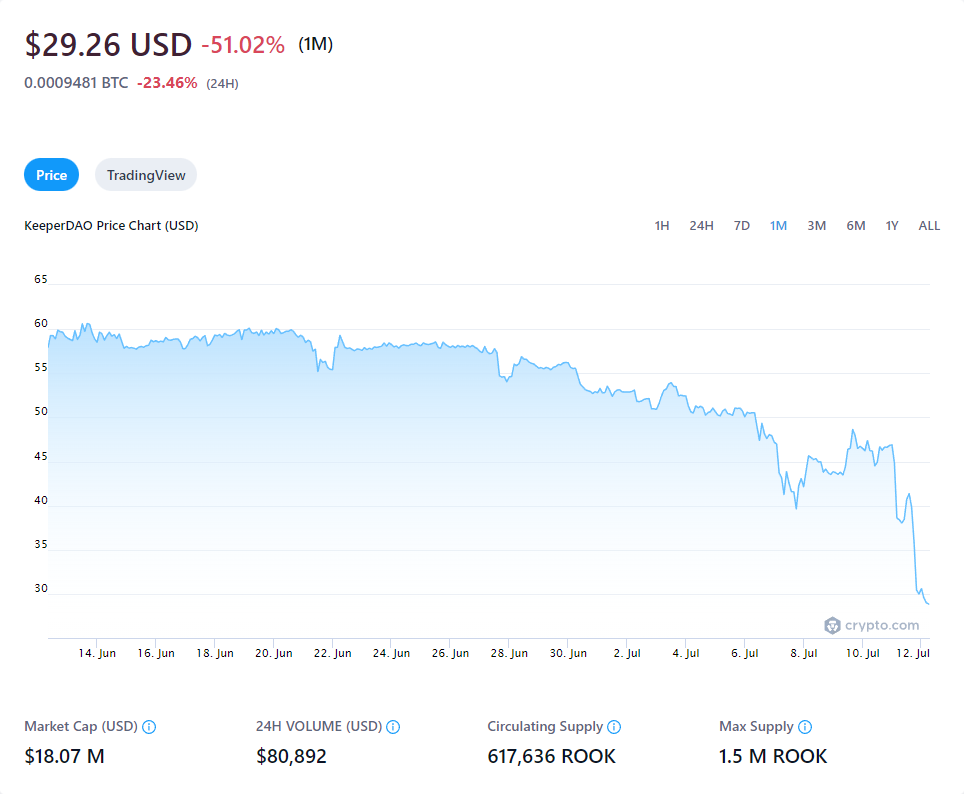 $29.26 USD -51.02% (1M)
0.0009481 BTC -23.46% (24H)
Price TradingView
KeeperDAO Price Chart (USD) 1H 24H 7D 1M 3M 6M 1Y ALL
65
60
55
50
45
40
35
30
crypto.com
14. Jun 16. Jun 18. Jun 20. Jun 22. Jun 24. Jun 26. Jun 28. Jun 30. Jun 2. Jul 4. Jul 6. Jul 8. Jul 10. Jul 12. Jul
Market Cap (USD) 24H VOLUME (USD) Circulating Supply Max Supply
$18.07 M $80,892 617,636 ROOK 1.5 M ROOK